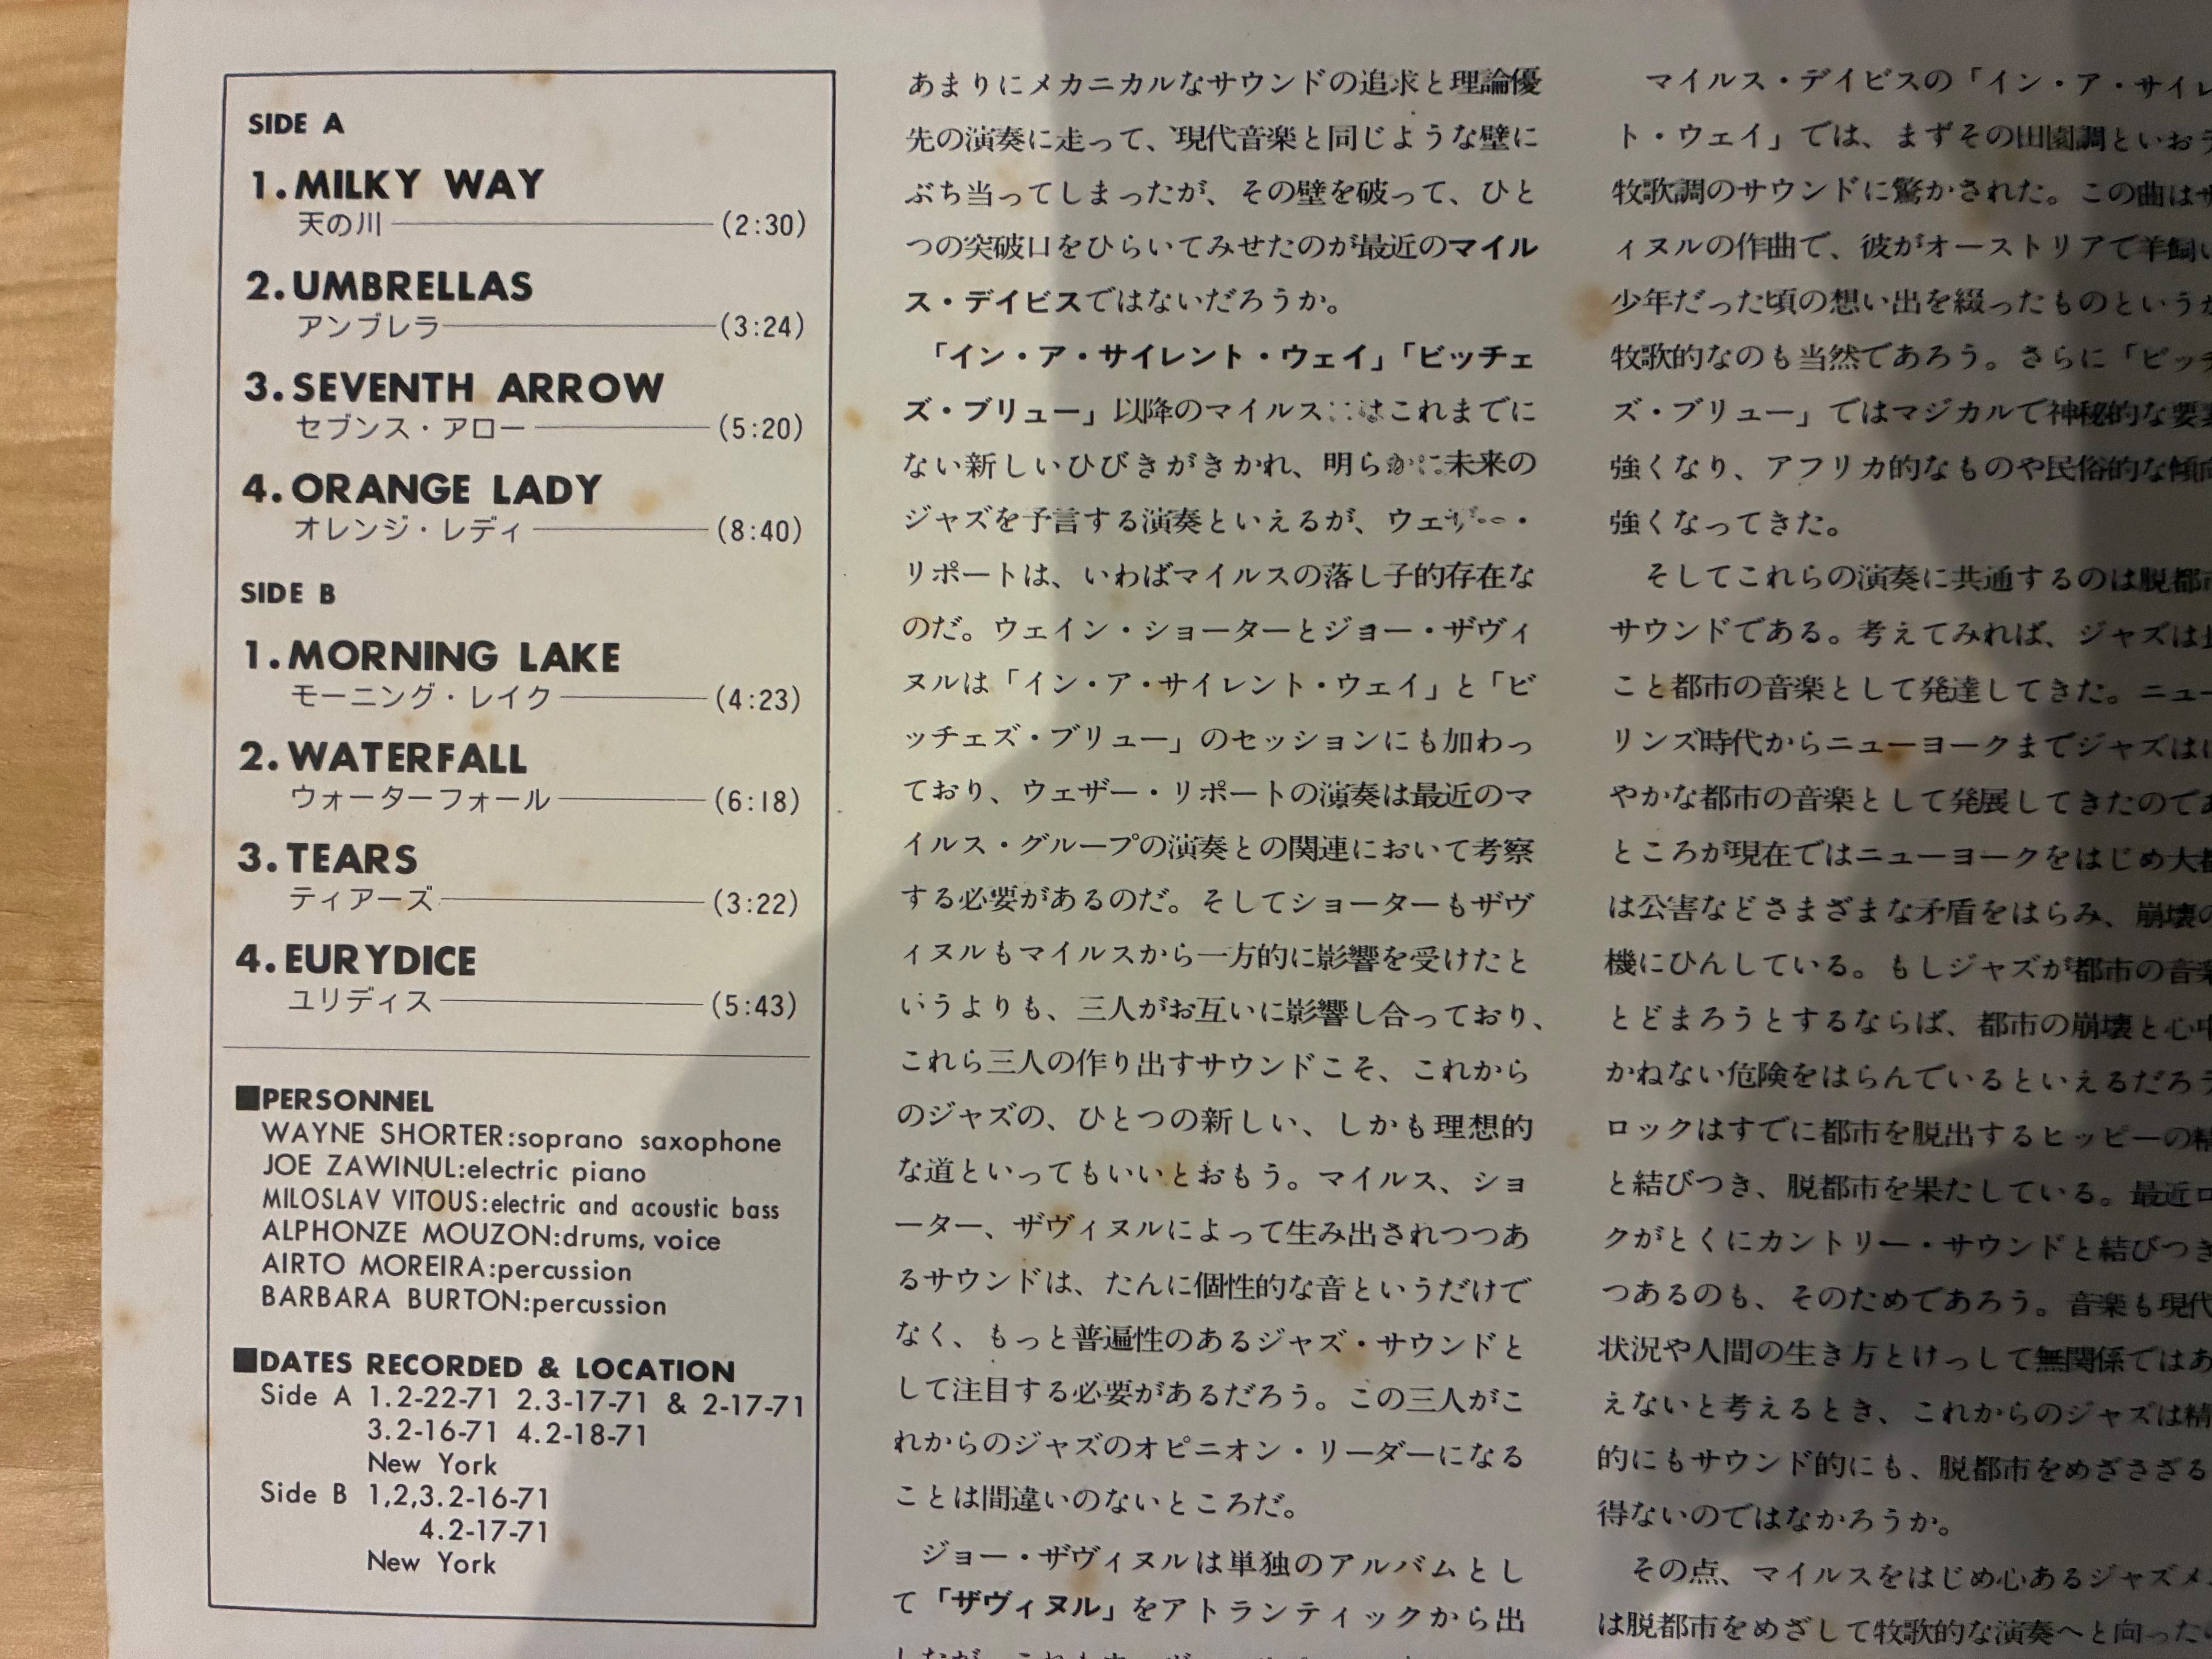 SIDE A
1.MILKY WAY
天の川 (2:30)
2.UMBRELLAS
アンブレラ (3:24)
3.SEVENTH ARROW
セブンス・アロー (5:20)
4.ORANGE LADY
オレンジ・レディ (8:40)
SIDE B
1.MORNING LAKE
モーニング・レイク (4:23)
2.WATERFALL
ウォーターフォール (6:18)
3.TEARS
ティアーズ (3:22)
4.EURYDICE
ユリディス (5:43)
■PERSONNEL
WAYNE SHORTER:soprano saxophone
JOE ZAWINUL:electric piano
MILOSLAV VITOUS:electric and acoustic bass
ALPHONZE MOUZON:drums, voice
AIRTO MOREIRA:percussion
BARBARA BURTON:percussion
■DATES RECORDED & LOCATION
Side A 1.2-22-71 2.3-17-71 & 2-17-71
3.2-16-71 4.2-18-71
New York
Side B 1,2,3.2-16-71
4.2-17-71
New York
あまりにメカニカルなサウンドの追求と理論優
先の演奏に走って、現代音楽と同じような壁に
ぶち当ってしまったが、その壁を破って、ひと
つの突破口をひらいてみせたのが最近のマイル
ス・デイビスではないだろうか。
「イン・ア・サイレント・ウェイ」「ビッチェ
ズ・ブリュー」以降のマイルスにはこれまでに
ない新しいひびきがきかれ、明らかに未来の
ジャズを予言する演奏といえるが、ウェザー・
リポートは、いわばマイルスの落し子的存在な
のだ。ウェイン・ショーターとジョー・ザヴィ
ヌルは「イン・ア・サイレント・ウェイ」と「ビ
ッチェズ・ブリュー」のセッションにも加わっ
ており、ウェザー・リポートの演奏は最近のマ
イルス・グループの演奏との関連において考察
する必要があるのだ。そしてショーターもザヴ
ィヌルもマイルスから一方的に影響を受けたと
いうよりも、三人がお互いに影響し合っており、
これら三人の作り出すサウンドこそ、これから
のジャズの、ひとつの新しい、しかも理想的
な道といってもいいとおもう。マイルス、ショ
ーター、ザヴィヌルによって生み出されつつあ
るサウンドは、たんに個性的な音というだけで
なく、もっと普遍性のあるジャズ・サウンドと
して注目する必要があるだろう。この三人がこ
れからのジャズのオピニオン・リーダーになる
ことは間違いのないところだ。
ジョー・ザヴィヌルは単独のアルバムとし
て「ザヴィヌル」をアトランティックから出
マイルス・デイビスの「イン・ア・サイレ
ト・ウェイ」では、まずその田園調といおう
牧歌調のサウンドに驚かされた。この曲はザ
ィヌルの作曲で、彼がオーストリアで羊飼い
少年だった頃の想い出を綴ったものというが
牧歌的なのも当然であろう。さらに「ビッチ
ズ・ブリュー」ではマジカルで神秘的な要素
強くなり、アフリカ的なものや民俗的な傾向
強くなってきた。
そしてこれらの演奏に共通するのは脱都市
サウンドである。考えてみれば、ジャズは長
こと都市の音楽として発達してきた。ニュー
リンズ時代からニューヨークまでジャズはに
やかな都市の音楽として発展してきたのであ
ところが現在ではニューヨークをはじめ大都
は公害などさまざまな矛盾をはらみ、崩壊の
機にひんしている。もしジャズが都市の音楽
とどまろうとするならば、都市の崩壊と心中
かねない危険をはらんでいるといえるだろう
ロックはすでに都市を脱出するヒッピーの精
と結びつき、脱都市を果たしている。最近ロ
クがとくにカントリー・サウンドと結びつき
つあるのも、そのためであろう。音楽も現代
状況や人間の生き方とけっして無関係ではあ
えないと考えるとき、これからのジャズは精
的にもサウンド的にも、脱都市をめざさざる
得ないのではなかろうか。
その点、マイルスをはじめ心あるジャズメ
は脱都市をめざして牧歌的な演奏へと向った